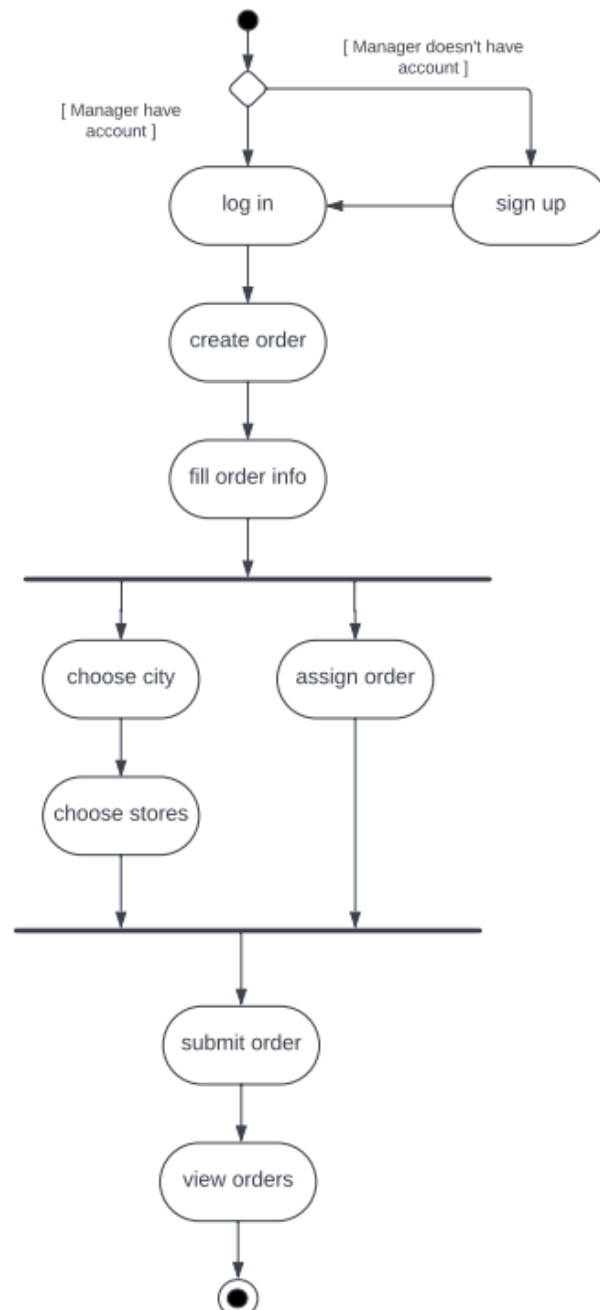 [ Manager doesn't have
account ]
[ Manager have
account ]
log in
sign up
create order
fill order info
choose city
assign order
choose stores
submit order
view orders